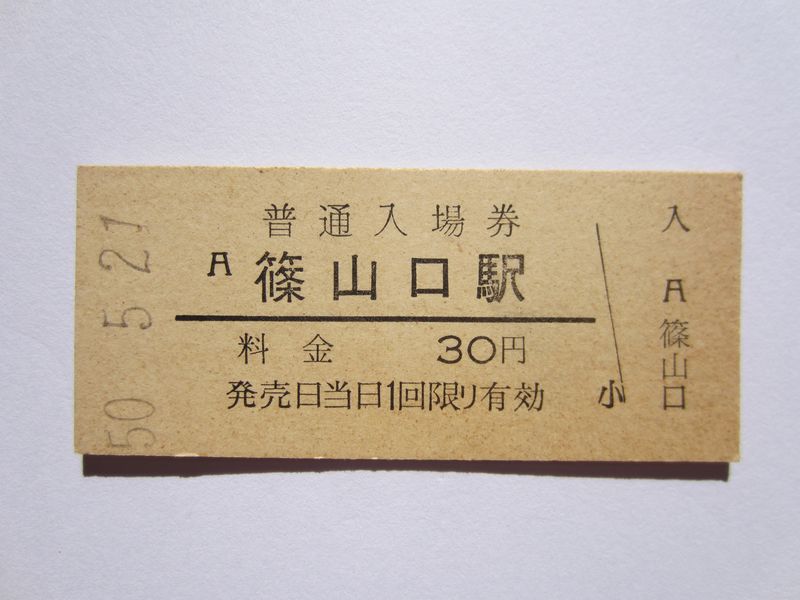 50 5 21
普通入場券
A 篠山口駅
料金 30円
発売日当日1回限り有効
小
入
A
篠山口